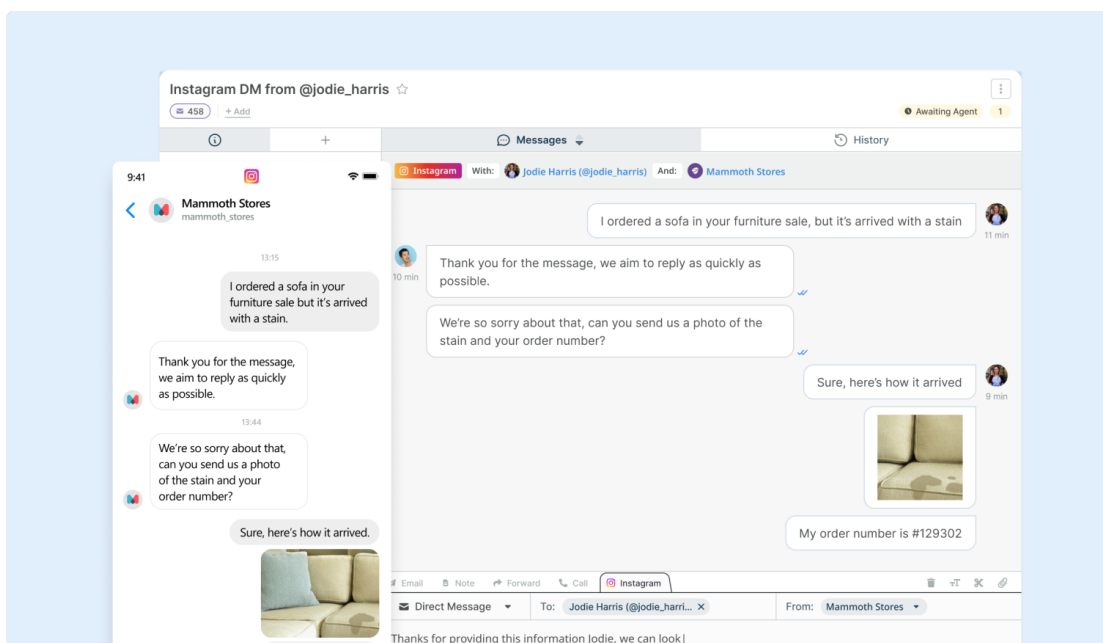 Instagram DM from @jodie_harris
458
+ Add
Awaiting Agent 1
+
Messages
History
Instagram With: Jodie Harris (@jodie_harris) And: Mammoth Stores
I ordered a sofa in your furniture sale, but it's arrived with a stain
11 min
10 min
Thank you for the message, we aim to reply as quickly as
possible.
We're so sorry about that, can you send us a photo of the
stain and your order number?
Sure, here's how it arrived
9 min
My order number is #129302
Email Note Forward Call Instagram
Direct Message To: Jodie Harris (@jodie_harri... × From: Mammoth Stores
Thanks for providing this information Jodie, we can look
9:41
Mammoth Stores
mammoth_stores
13:15
I ordered a sofa in your
furniture sale but it's arrived
with a stain.
Thank you for the message,
we aim to reply as quickly
as possible.
13:44
We're so sorry about that,
can you send us a photo
of the stain and your
order number?
Sure, here's how it arrived.